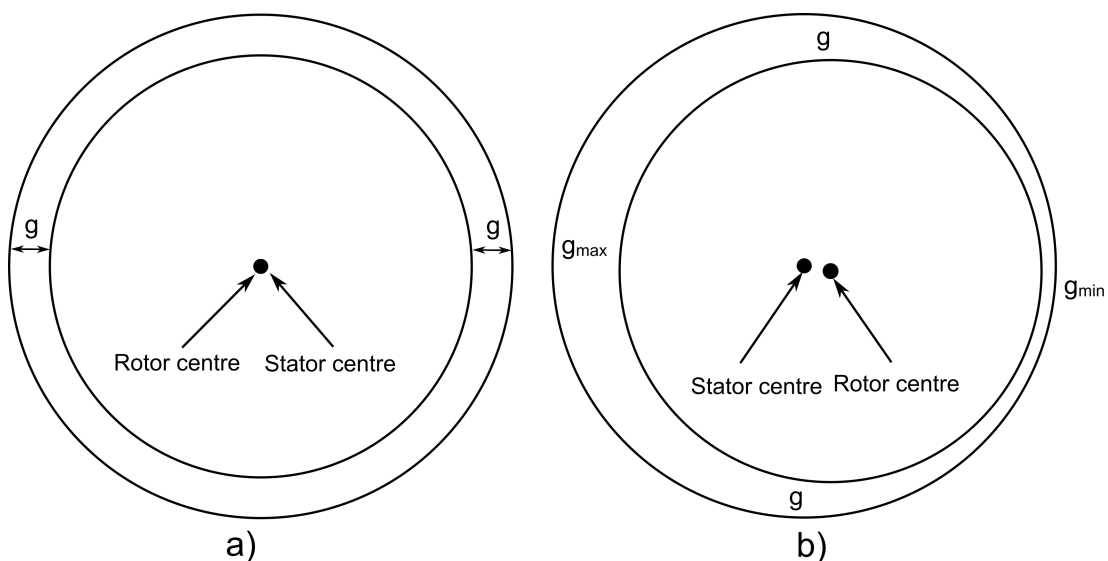 g
g
Rotor centre
Stator centre
a)
g
gmax
gmin
Stator centre
Rotor centre
g
b)